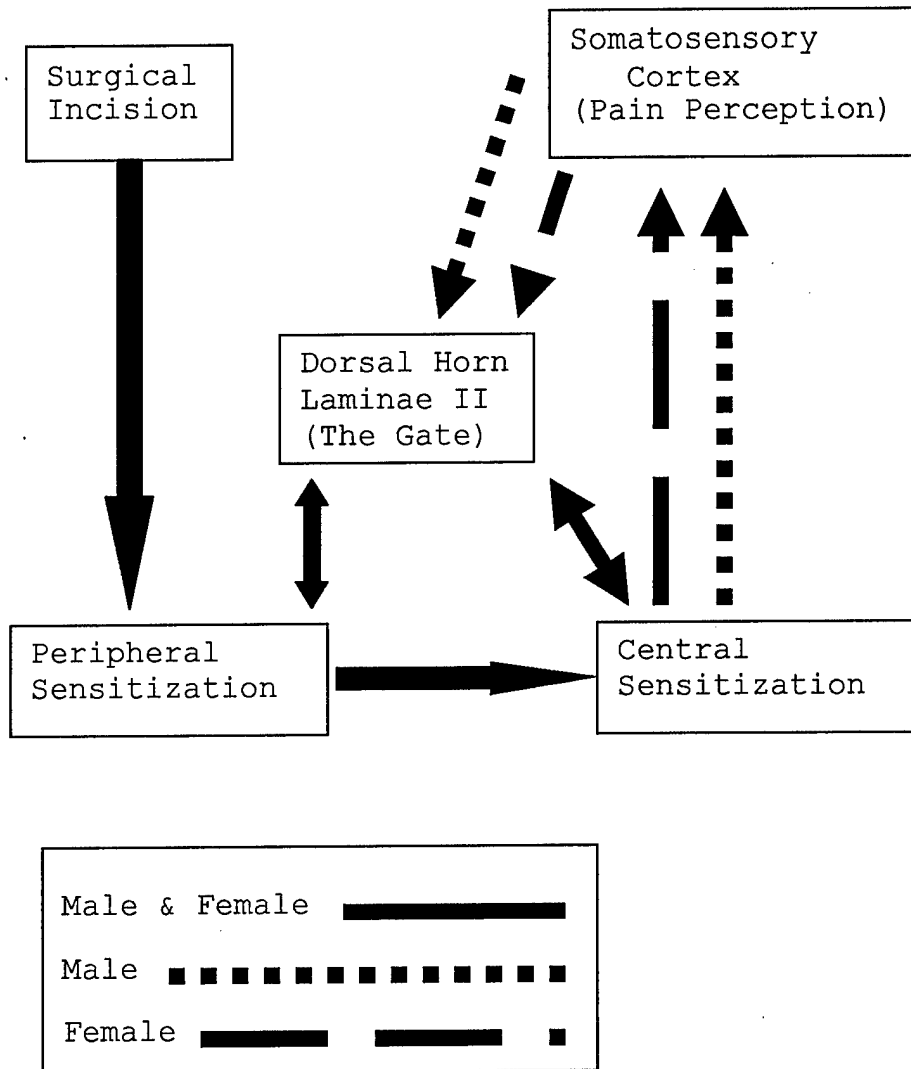 Surgical
Incision
Somatosensory
Cortex
(Pain Perception)
Dorsal Horn
Laminae II
(The Gate)
Peripheral
Sensitization
Central
Sensitization
Male & Female
Male
Female